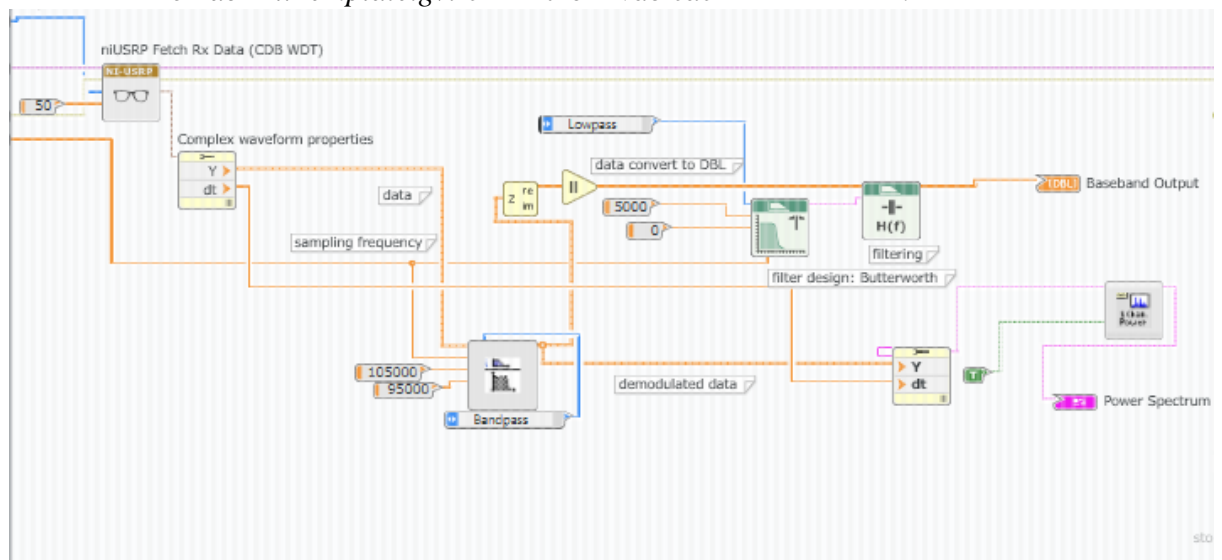 niUSRP Fetch Rx Data (CDB WDT)
NI-USRP
50
Complex waveform properties
Y
dt
data
sampling frequency
Lowpass
data convert to DBL
z re im
5000
0
H(f)
[DBL] Baseband Output
filtering
filter design: Butterworth
105000
95000
Bandpass
demodulated data
Y
dt
T
Power
Power Spectrum
sto